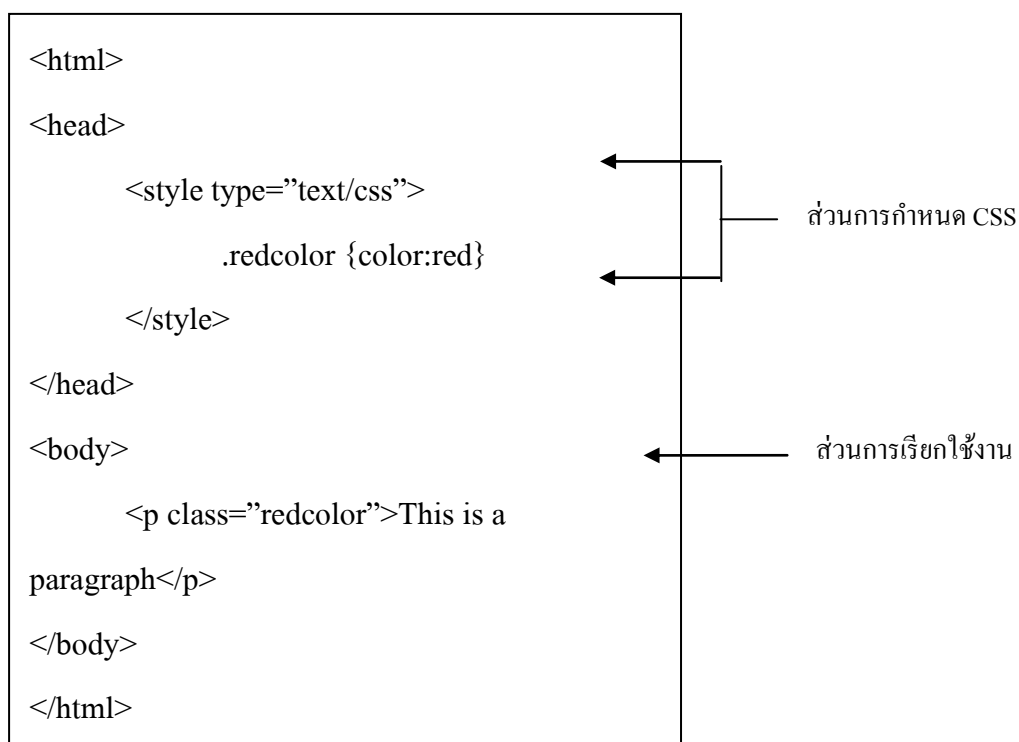 <html>
<head>
<style type=”text/css”>
ส่วนการกำหนด CSS
.redcolor {color:red}
</style>
</head>
<body>
ส่วนการเรียกใช้งาน
<p class=”redcolor”>This is a
paragraph</p>
</body>
</html>